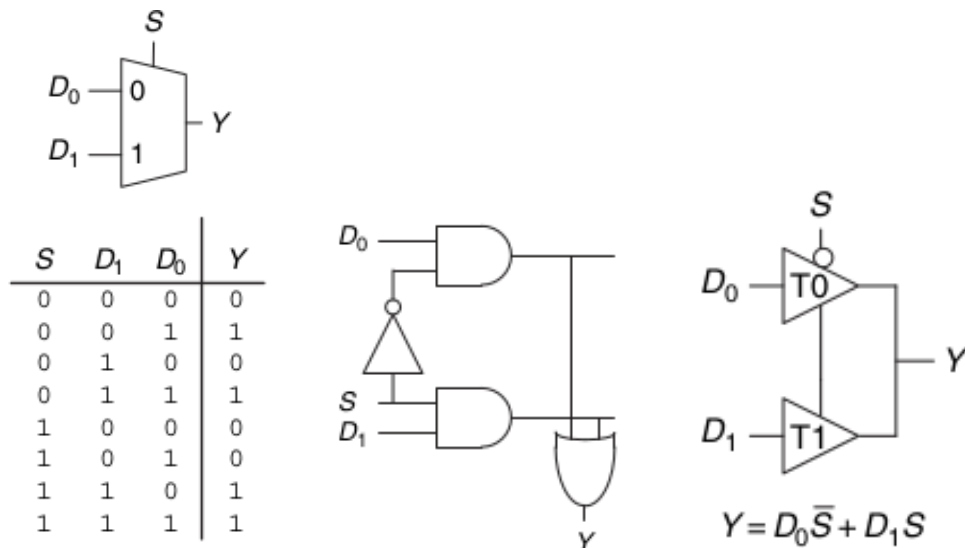 S
D₀ 0
Y
D₁ 1
S D₁ D₀ Y
0 0 0 0
0 0 1 1
0 1 0 0
0 1 1 1
1 0 0 0
1 0 1 0
1 1 0 1
1 1 1 1
D₀
S
D₁
Y
S
D₀ T0
Y
D₁ T1
Y = D₀S̅ + D₁S